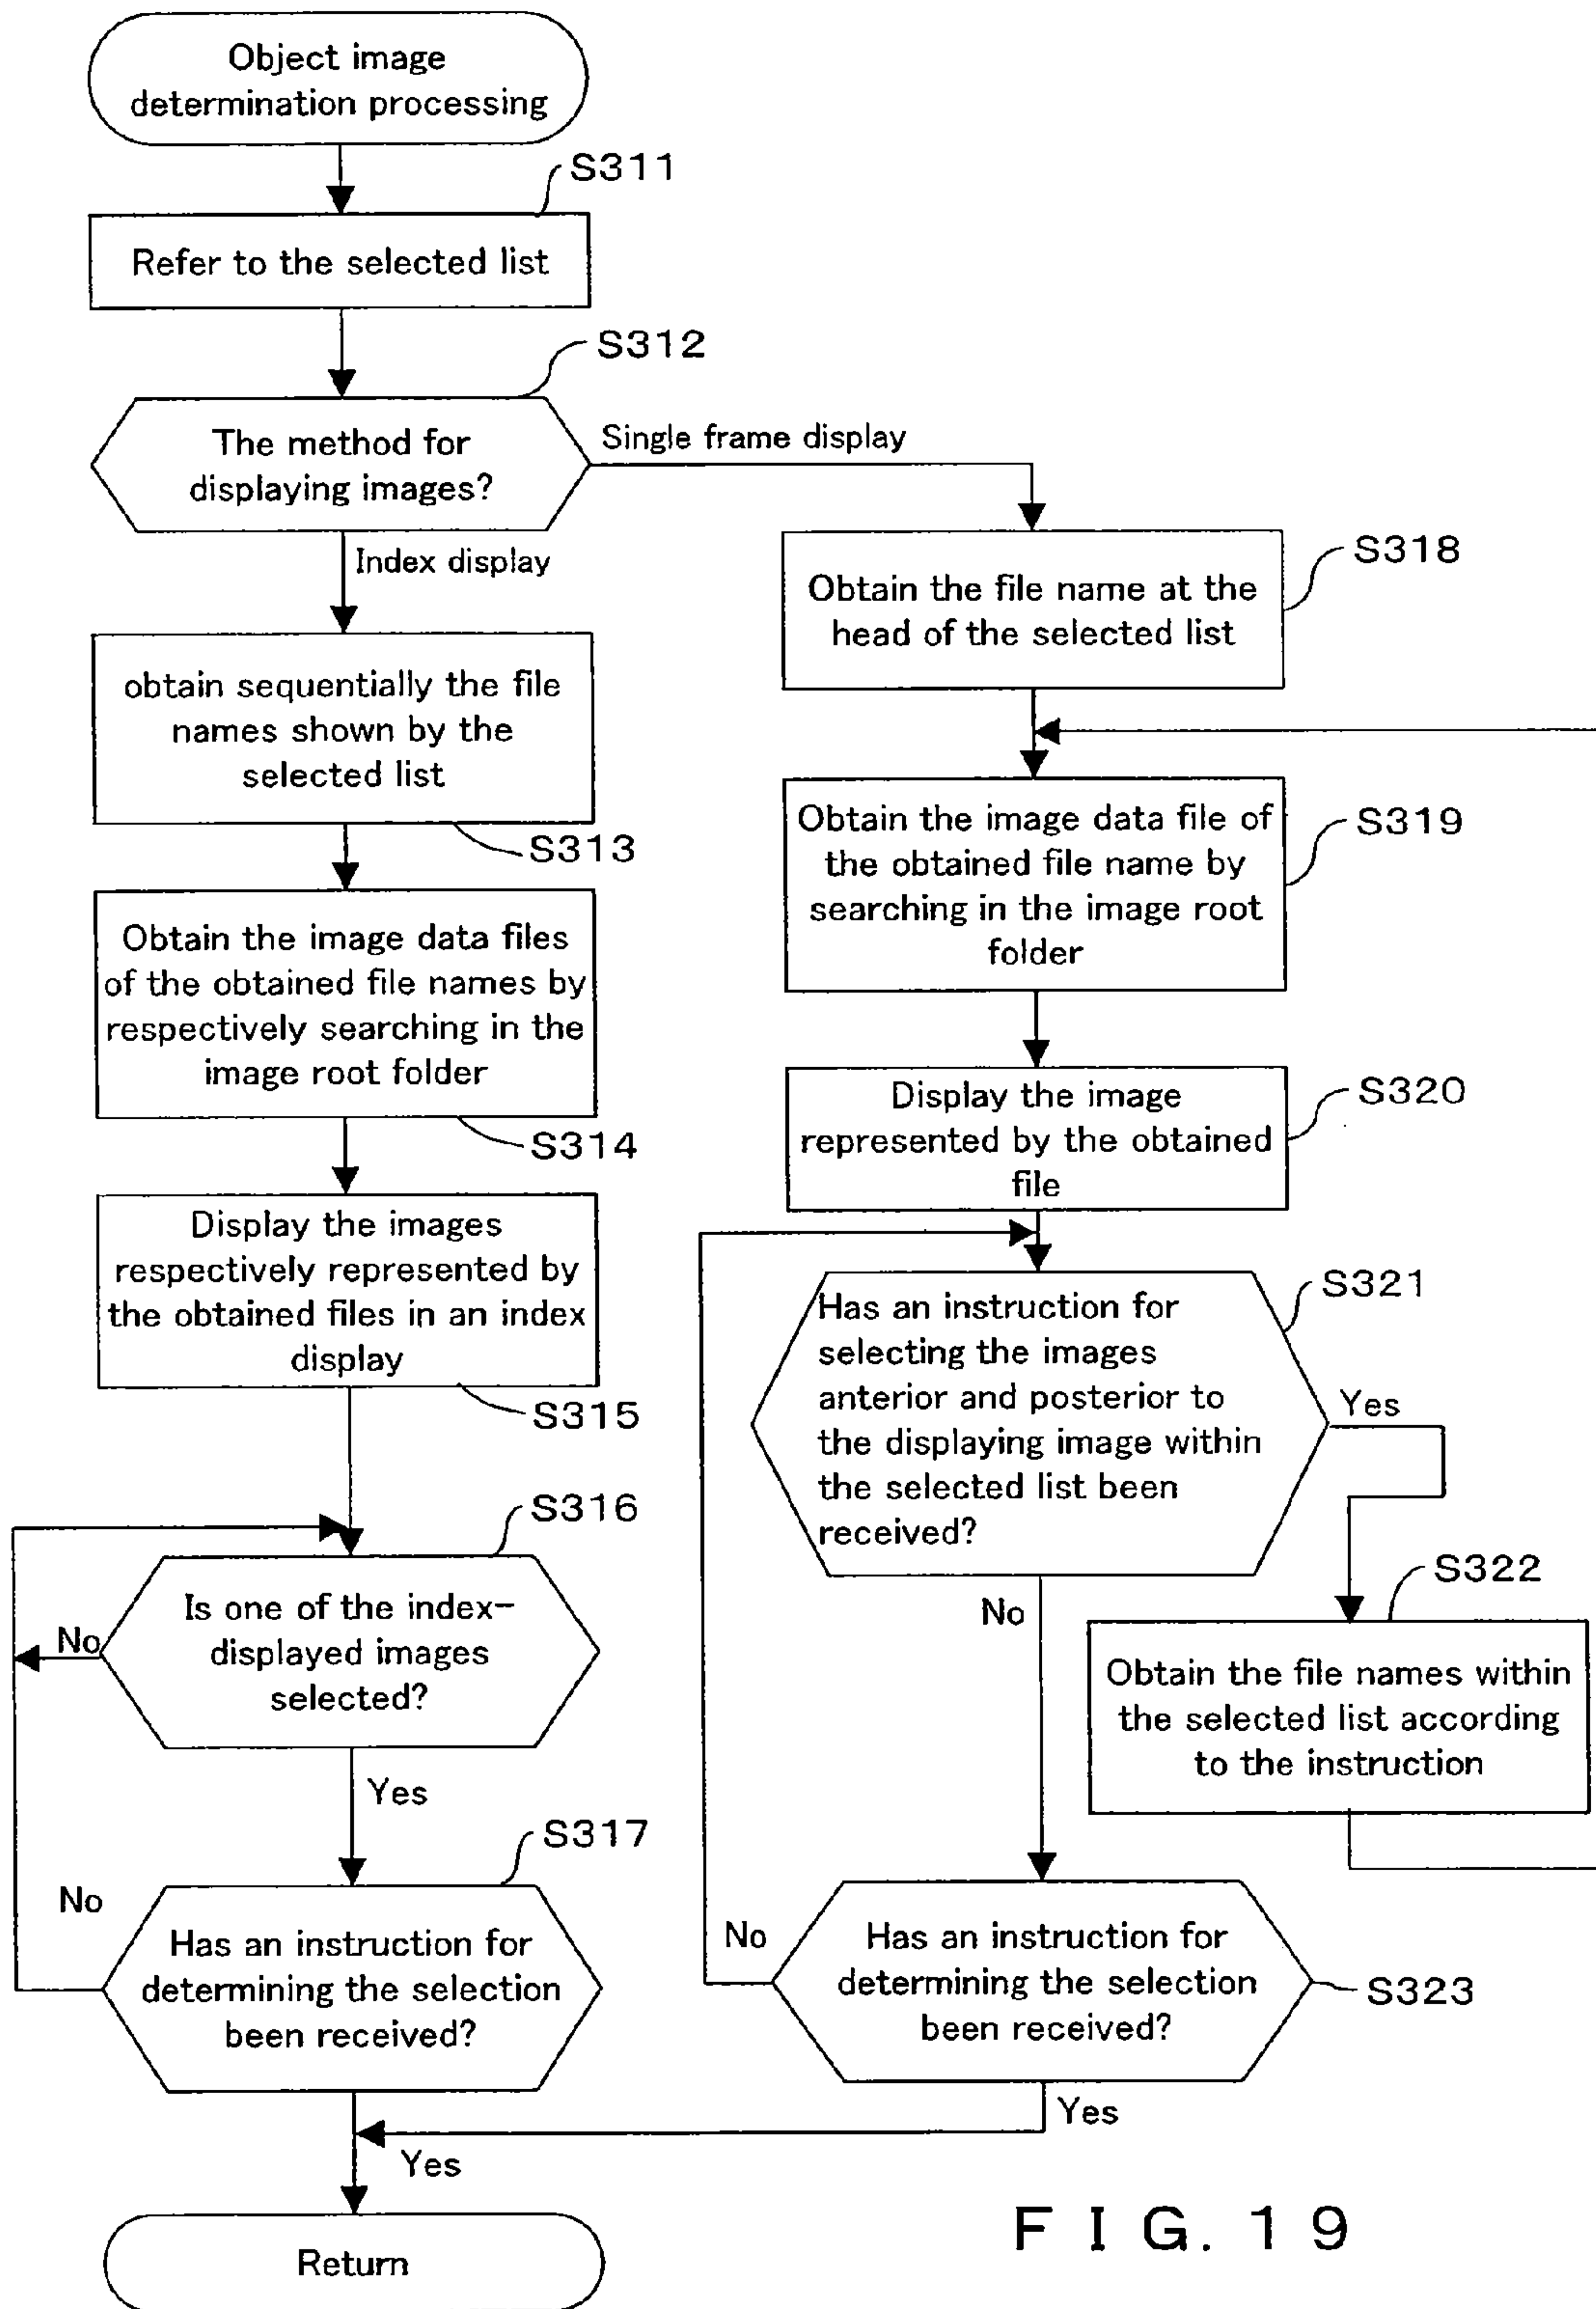 Object image
determination processing
S311
Refer to the selected list
S312
The method for
displaying images?
Single frame display
Index display
obtain sequentially the file
names shown by the
selected list
S313
Obtain the image data files
of the obtained file names by
respectively searching in the
image root folder
S314
Display the images
respectively represented by
the obtained files in an index
display
S315
S316
Is one of the index-
displayed images
selected?
No
Yes
S317
No
Has an instruction for
determining the selection
been received?
Yes
Return
S318
Obtain the file name at the
head of the selected list
S319
Obtain the image data file of
the obtained file name by
searching in the image root
folder
S320
Display the image
represented by the obtained
file
S321
Has an instruction for
selecting the images
anterior and posterior to
the displaying image within
the selected list been
received?
Yes
No
S322
Obtain the file names within
the selected list according
to the instruction
No
Has an instruction for
determining the selection
been received?
S323
Yes
FIG. 19